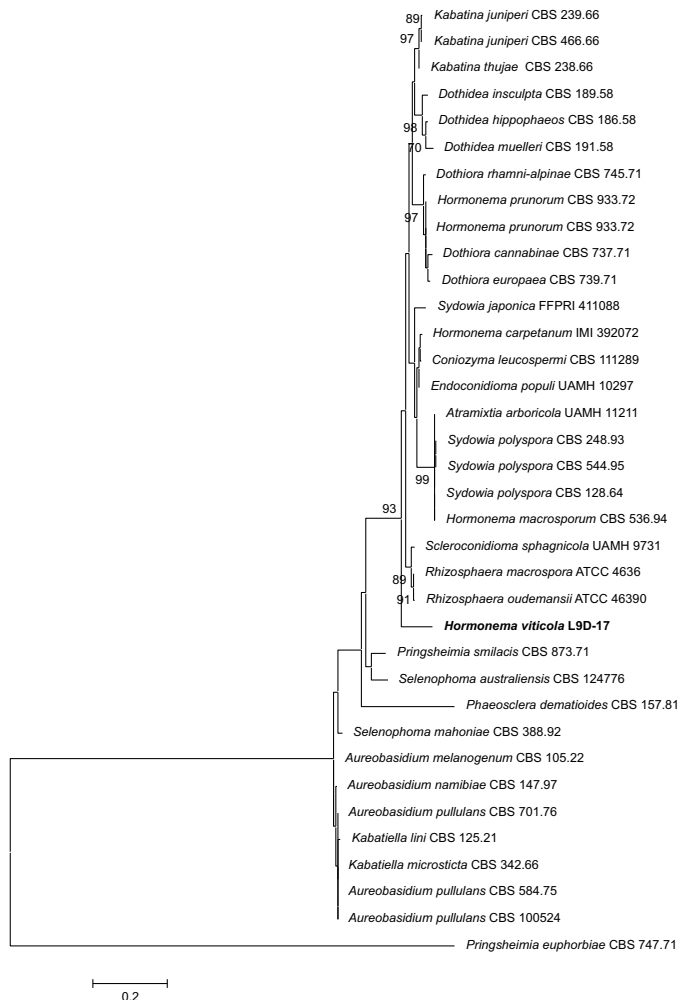 Kabatina juniperi CBS 239.66
89
97
Kabatina juniperi CBS 466.66
Kabatina thujae CBS 238.66
Dothidea insculpta CBS 189.58
Dothidea hippophaeos CBS 186.58
98
70
Dothidea muelleri CBS 191.58
Dothiora rhamni-alpinae CBS 745.71
Hormonema prunorum CBS 933.72
97
Hormonema prunorum CBS 933.72
Dothiora cannabinae CBS 737.71
Dothiora europaea CBS 739.71
Sydowia japonica FFPRI 411088
Hormonema carpetanum IMI 392072
Coniozyma leucospermi CBS 111289
Endoconidioma populi UAMH 10297
Atramixtia arboricola UAMH 11211
Sydowia polyspora CBS 248.93
Sydowia polyspora CBS 544.95
99
Sydowia polyspora CBS 128.64
93
Hormonema macrosporum CBS 536.94
Scleroconidioma sphagnicola UAMH 9731
Rhizosphaera macrospora ATCC 4636
89
91
Rhizosphaera oudemansii ATCC 46390
Hormonema viticola L9D-17
Pringsheimia smilacis CBS 873.71
Selenophoma australiensis CBS 124776
Phaeosclera dematioides CBS 157.81
Selenophoma mahoniae CBS 388.92
Aureobasidium melanogenum CBS 105.22
Aureobasidium namibiae CBS 147.97
Aureobasidium pullulans CBS 701.76
Kabatiella lini CBS 125.21
Kabatiella microsticta CBS 342.66
Aureobasidium pullulans CBS 584.75
Aureobasidium pullulans CBS 100524
Pringsheimia euphorbiae CBS 747.71
0.2